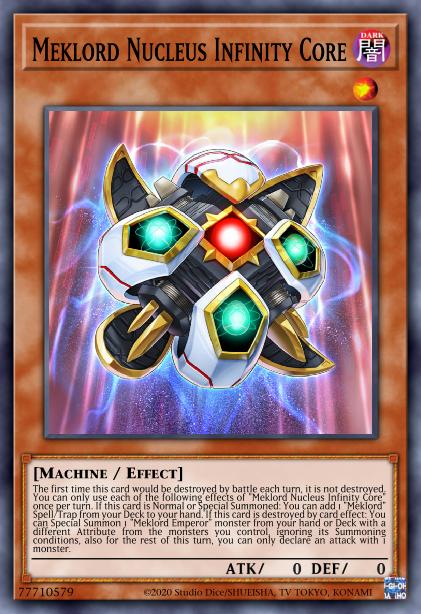 Meklord Nucleus Infinity Core
DARK
闇
[Machine / Effect]
The first time this card would be destroyed by battle each turn, it is not destroyed.
You can only use each of the following effects of "Meklord Nucleus Infinity Core"
once per turn. If this card is Normal or Special Summoned: You can add 1 "Meklord"
Spell/Trap from your Deck to your hand. If this card is destroyed by card effect: You
can Special Summon 1 "Meklord Emperor" monster from your hand or Deck with a
different Attribute from the monsters you control, ignoring its Summoning
conditions, also for the rest of this turn, you can only declare an attack with 1
monster.
ATK/ 0 DEF/ 0
77710579 ©2020 Studio Dice/SHUEISHA, TV TOKYO, KONAMI